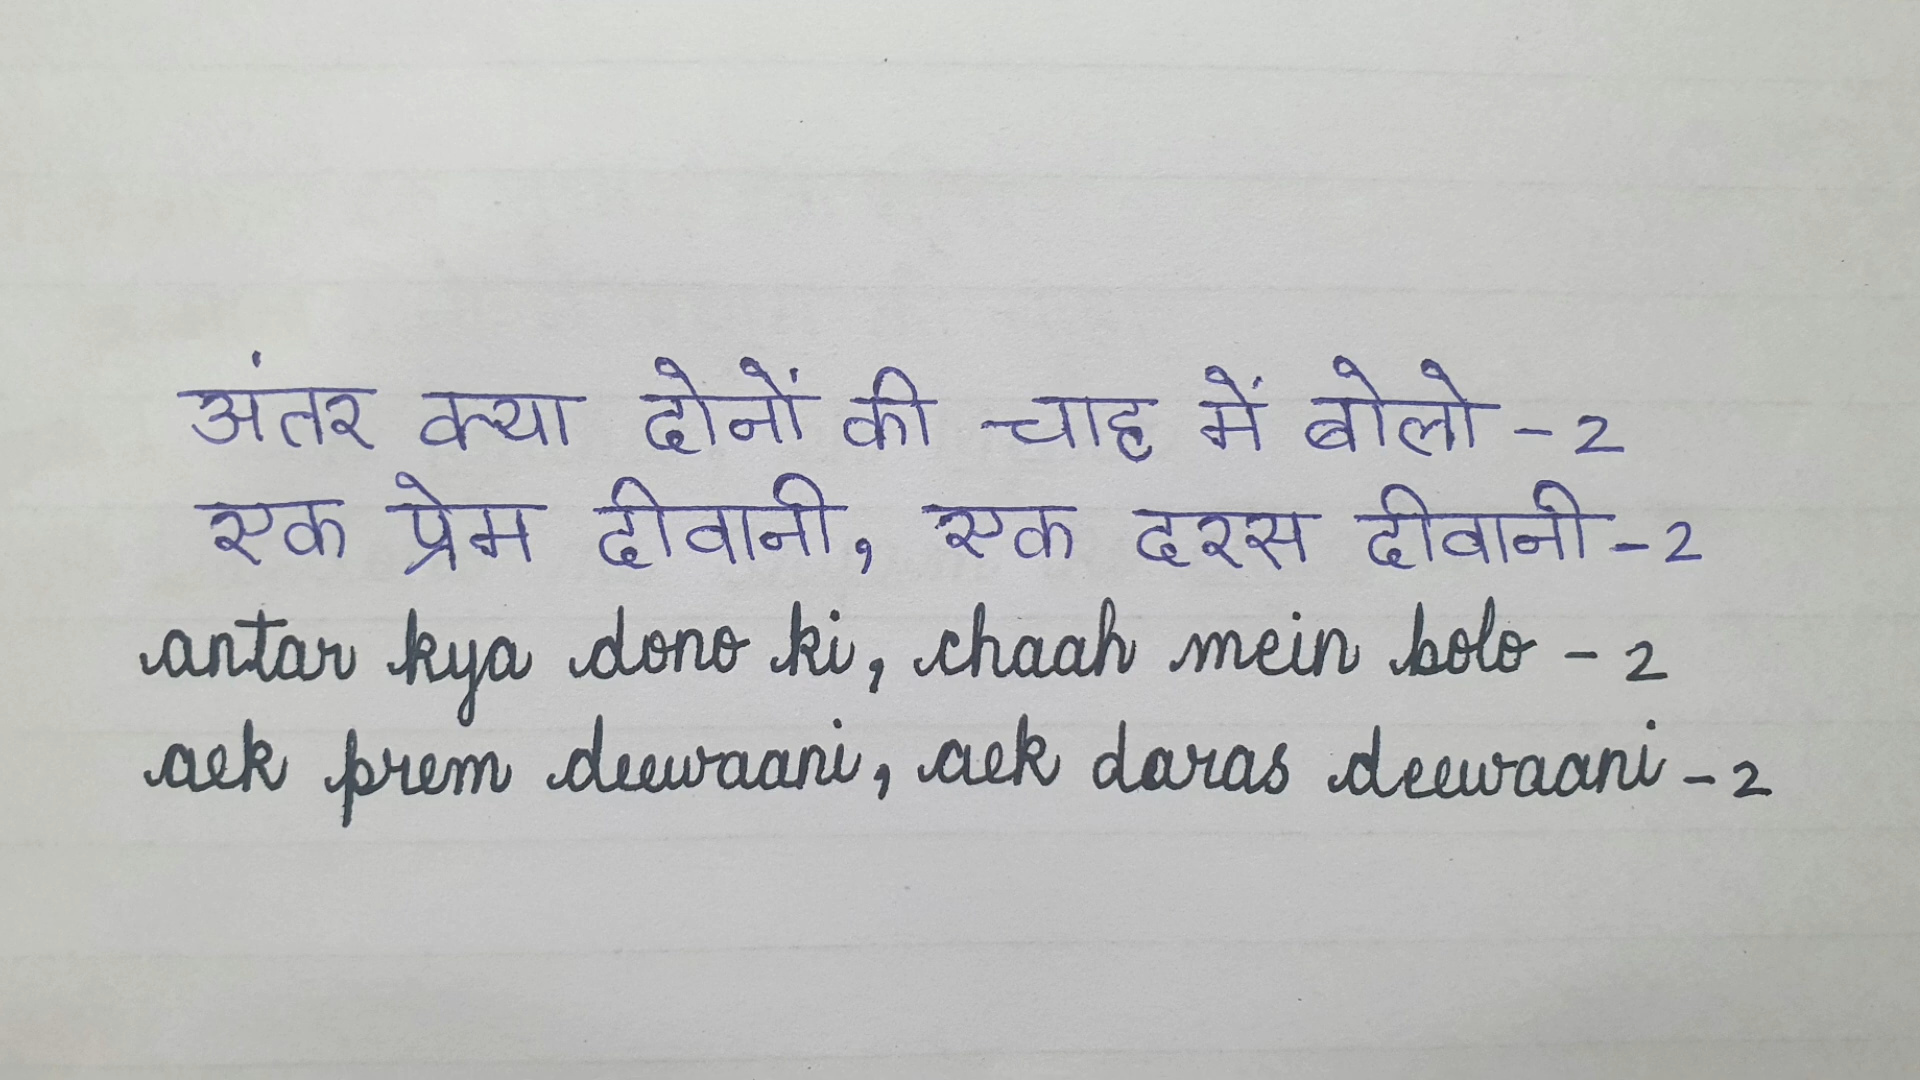 अंतर क्या दोनों की चाह में बोलो - 2
एक प्रेम दीवानी, एक दरस दीवानी - 2
antar kya dono ki, chaah mein bolo - 2
aek prem deewaani, aek daras deewaani - 2